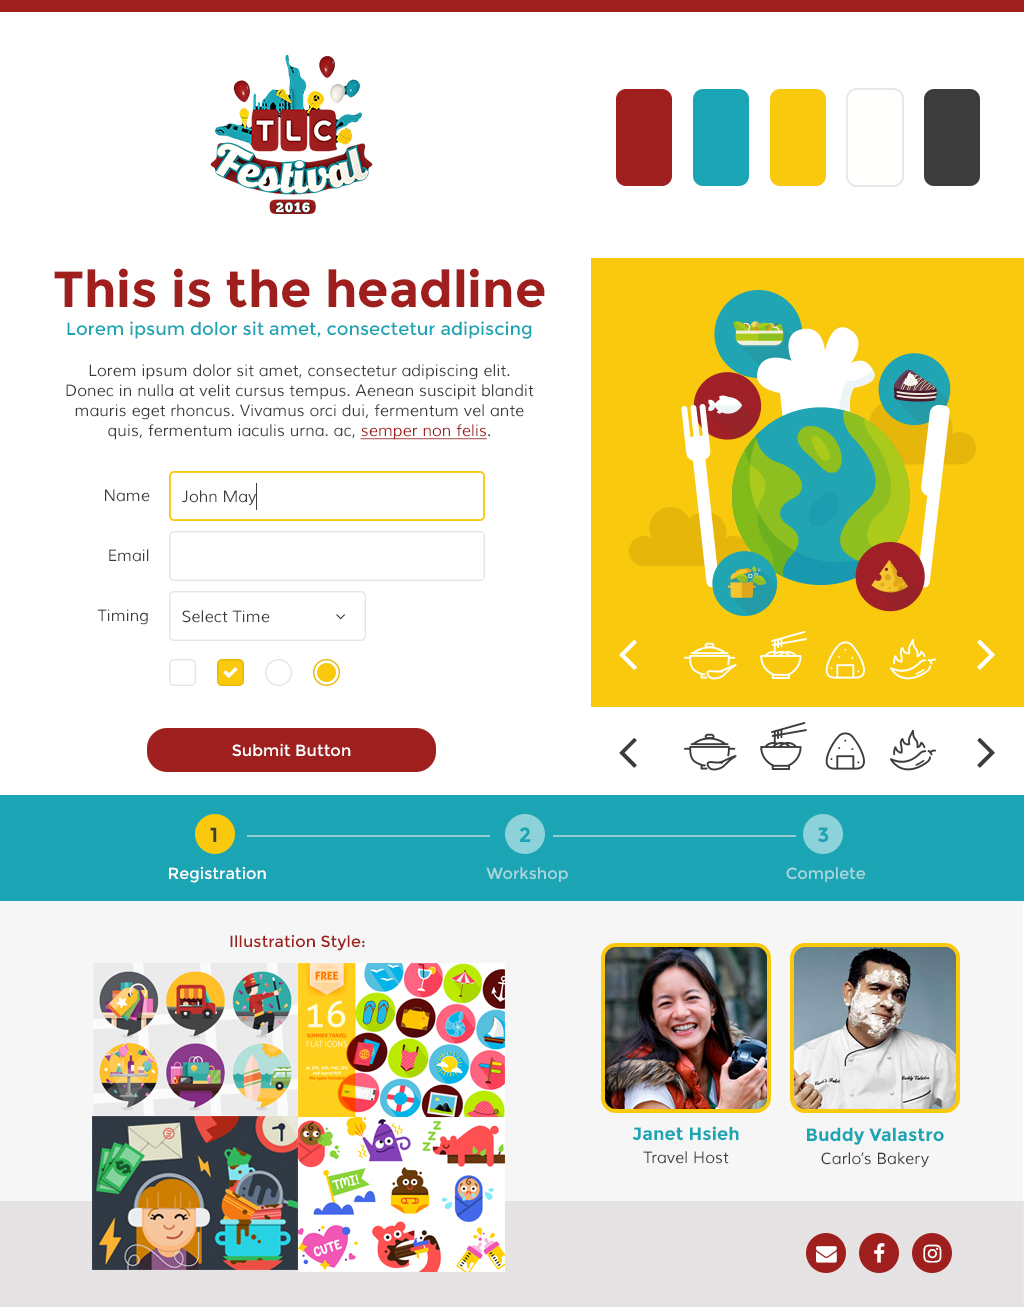 TLC
Festival
2016
This is the headline
Lorem ipsum dolor sit amet, consectetur adipiscing
Lorem ipsum dolor sit amet, consectetur adipiscing elit.
Donec in nulla at velit cursus tempus. Aenean suscipit blandit
mauris eget rhoncus. Vivamus orci dui, fermentum vel ante
quis, fermentum iaculis urna. ac, semper non felis.
Name
John May
Email
Timing
Select Time
Submit Button
1
2
3
Registration
Workshop
Complete
Illustration Style:
FREE
16
SUMMER TRAVEL
FLAT ICONS
TMI!
CUTE
Z
Z
Z
Buddy Valastro
Janet Hsieh
Travel Host
Buddy Valastro
Carlo's Bakery